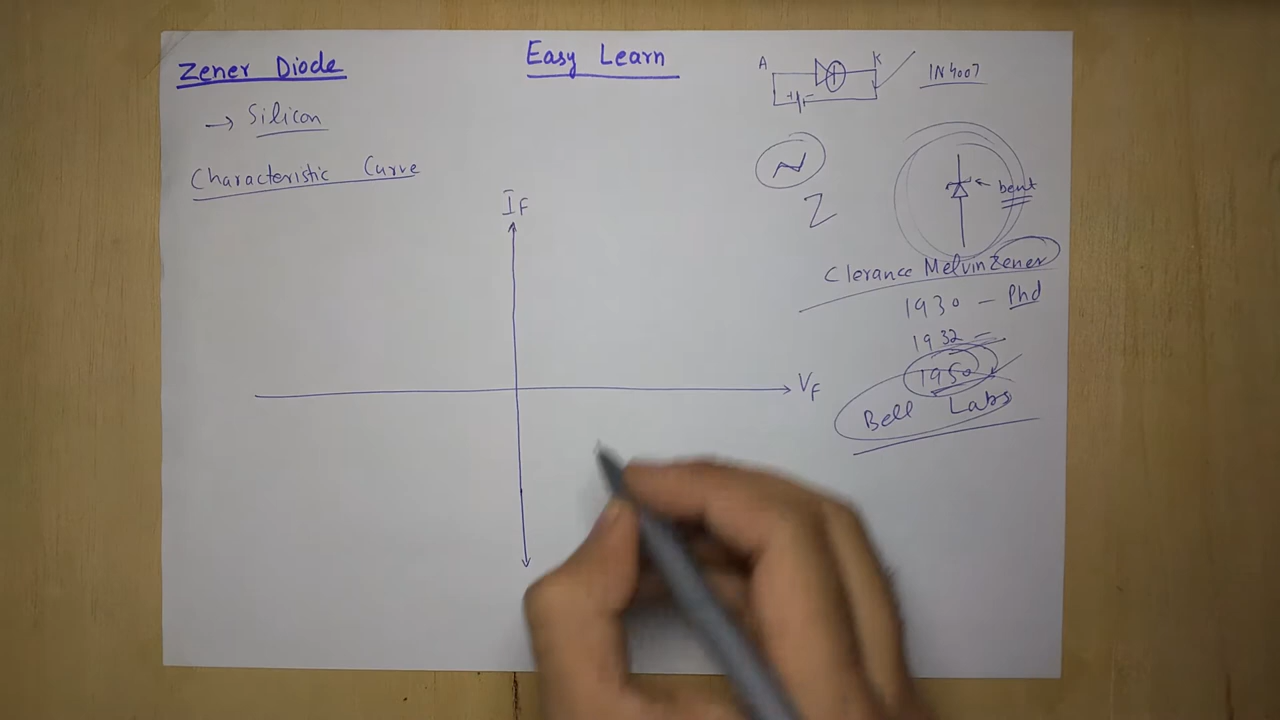 Zener Diode
Easy Learn
→ Silicon
Characteristic Curve
A
K
+ -
1N4007
N
Z
bent
Clerance Melvin Zener
1930 - Phd
1932 =
1950
Bell Labs
IF
VF